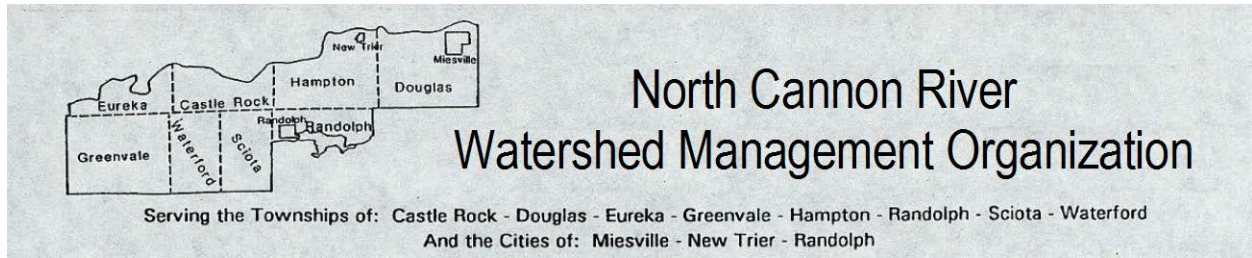 New Trier
Miesville
Hampton
Douglas
Eureka
Castle Rock
Randolph
Randolph
Greenvale
Waterford
Sciota
North Cannon River
Watershed Management Organization
Serving the Townships of: Castle Rock - Douglas - Eureka - Greenvale - Hampton - Randolph - Sciota - Waterford
And the Cities of: Miesville - New Trier - Randolph